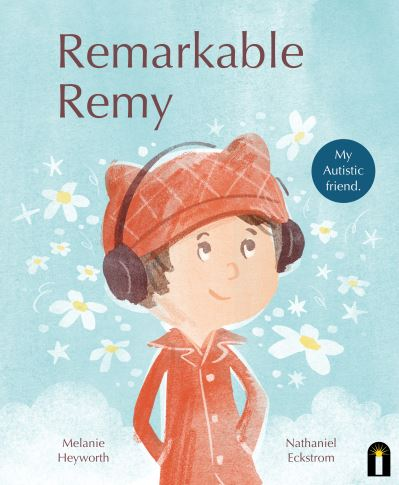 Remarkable
Remy
My
Autistic
friend.
Melanie
Heyworth
Nathaniel
Eckstrom